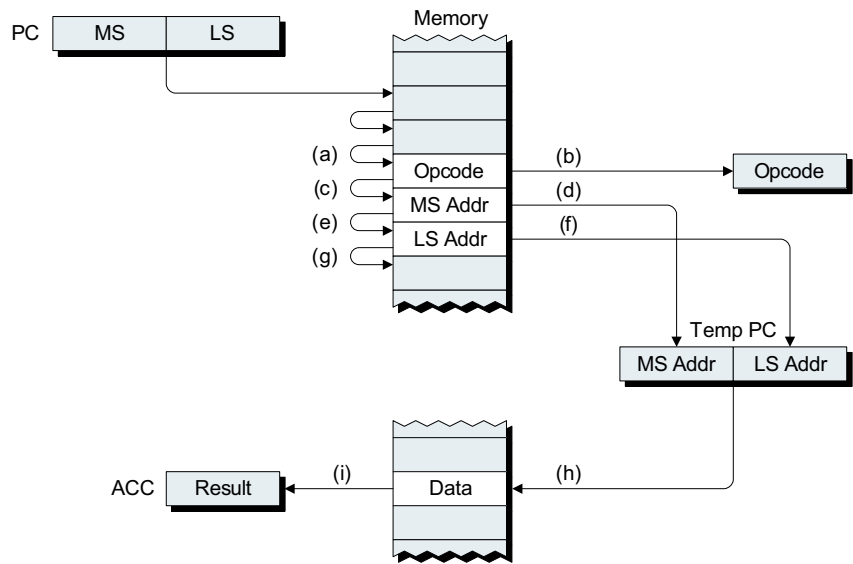 Memory
PC MS LS
(a)
Opcode (b) Opcode
(c) MS Addr (d)
(e) LS Addr (f)
(g)
Temp PC
MS Addr LS Addr
ACC Result (i) Data (h)